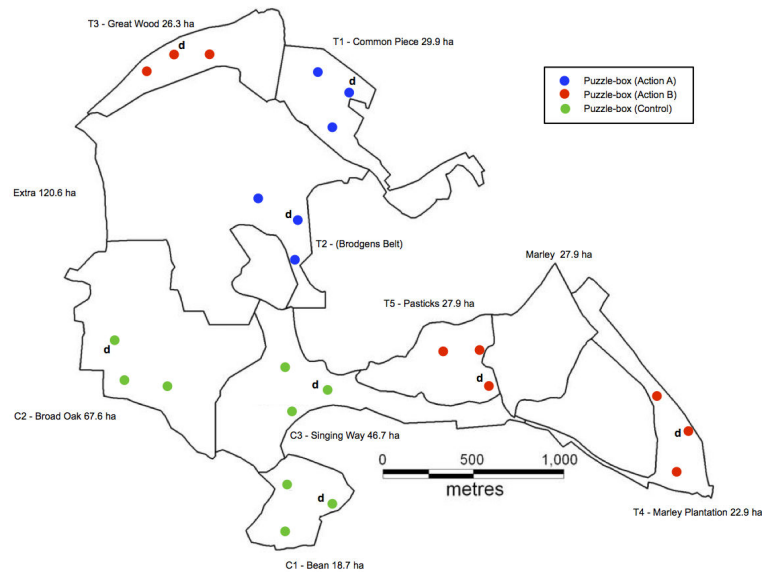 T3 - Great Wood 26.3 ha
d
T1 - Common Piece 29.9 ha
d
Puzzle-box (Action A)
Puzzle-box (Action B)
Puzzle-box (Control)
Extra 120.6 ha
d
T2 - (Brodgens Belt)
Marley 27.9 ha
T5 - Pasticks 27.9 ha
d
d
d
C2 - Broad Oak 67.6 ha
C3 - Singing Way 46.7 ha
d
0 500 1,000
metres
d
T4 - Marley Plantation 22.9 ha
C1 - Bean 18.7 ha